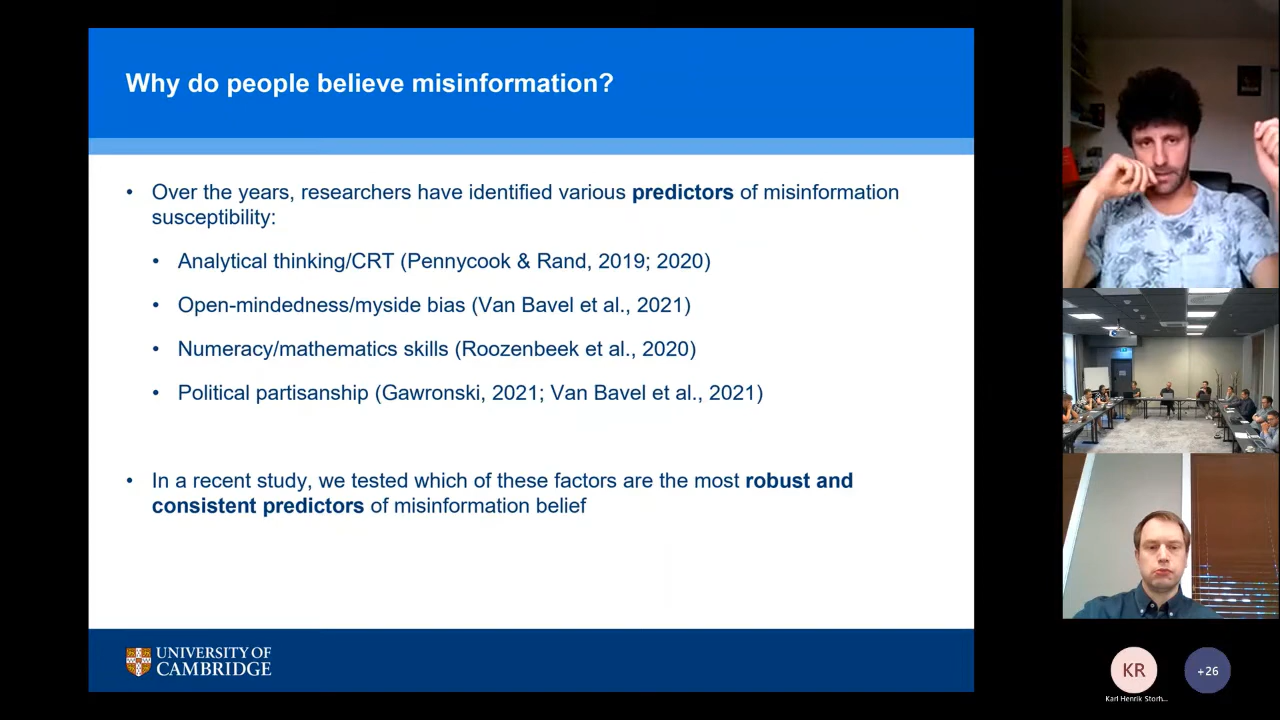 Why do people believe misinformation?
• Over the years, researchers have identified various predictors of misinformation
susceptibility:
• Analytical thinking/CRT (Pennycook & Rand, 2019; 2020)
• Open-mindedness/myside bias (Van Bavel et al., 2021)
• Numeracy/mathematics skills (Roozenbeek et al., 2020)
• Political partisanship (Gawronski, 2021; Van Bavel et al., 2021)
• In a recent study, we tested which of these factors are the most robust and
consistent predictors of misinformation belief
UNIVERSITY OF
CAMBRIDGE
KR
+26
Karl Henrik Storh...